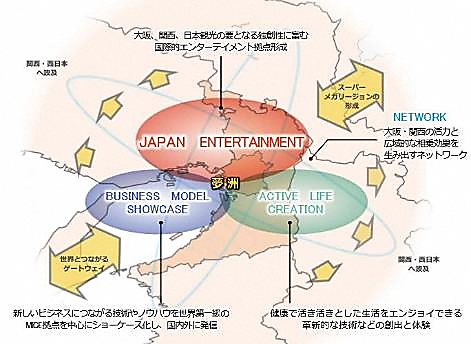 大阪、関西、日本観光の要となる独創性に富む
国際的エンターテイメント拠点形成
関西・西日本
へ波及
スーパー
メガリージョンの
形成
NETWORK
大阪・関西の活力と
広域的な相乗効果を
生み出すネットワーク
JAPAN ENTERTAINMENT
夢洲
BUSINESS MODEL
SHOWCASE
ACTIVE LIFE
CREATION
世界とつながる
ゲートウェイ
関西・西日本
へ波及
新しいビジネスにつながる技術やノウハウを世界第一級の
MICE拠点を中心にショーケース化し、国内外に発信
健康で活き活きとした生活をエンジョイできる
革新的な技術などの創出と体験